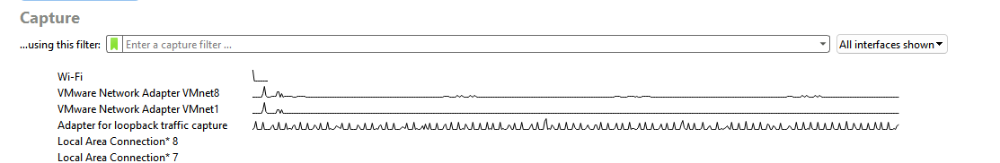 Capture
...using this filter: Enter a capture filter ... All interfaces shown
Wi-Fi
VMware Network Adapter VMnet8
VMware Network Adapter VMnet1
Adapter for loopback traffic capture
Local Area Connection* 8
Local Area Connection* 7